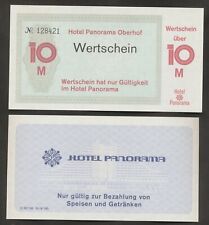 № 128421
Hotel Panorama Oberhof
Wertschein
10
M
Wertschein hat nur Gültigkeit
im Hotel Panorama
Wertschein
über
10
M
Hotel
Panorama
HOTEL PANORAMA
Nur gültig zur Bezahlung von
Speisen und Getränken